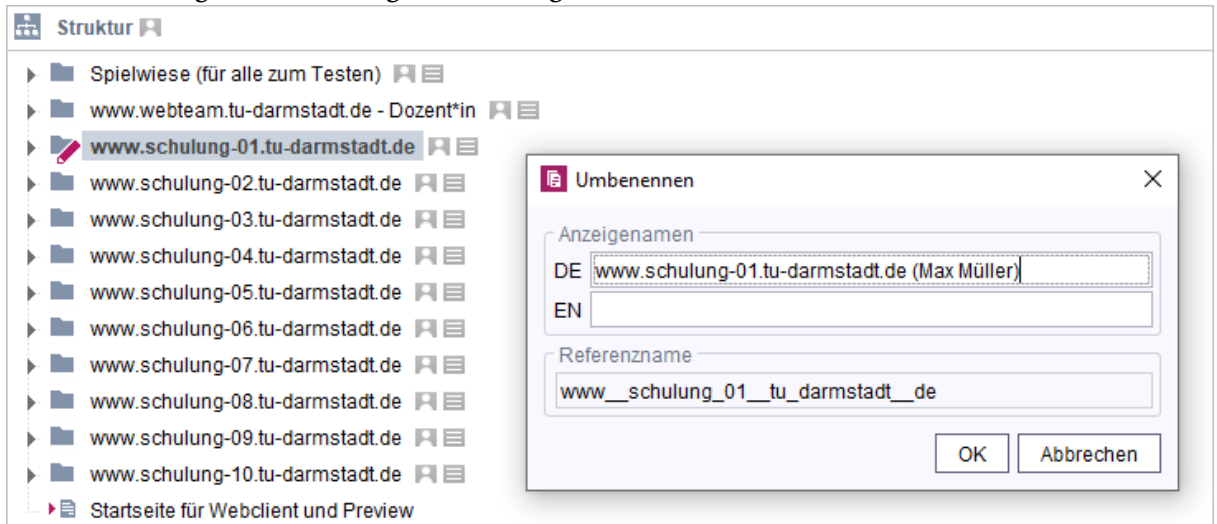 Struktur
Spielwiese (für alle zum Testen)
www.webteam.tu-darmstadt.de - Dozent*in
www.schulung-01.tu-darmstadt.de
www.schulung-02.tu-darmstadt.de
www.schulung-03.tu-darmstadt.de
www.schulung-04.tu-darmstadt.de
www.schulung-05.tu-darmstadt.de
www.schulung-06.tu-darmstadt.de
www.schulung-07.tu-darmstadt.de
www.schulung-08.tu-darmstadt.de
www.schulung-09.tu-darmstadt.de
www.schulung-10.tu-darmstadt.de
Startseite für Webclient und Preview
Umbenennen
Anzeigenamen
DE www.schulung-01.tu-darmstadt.de (Max Müller)
EN
Referenzname
www__schulung_01__tu_darmstadt__de
OK Abbrechen